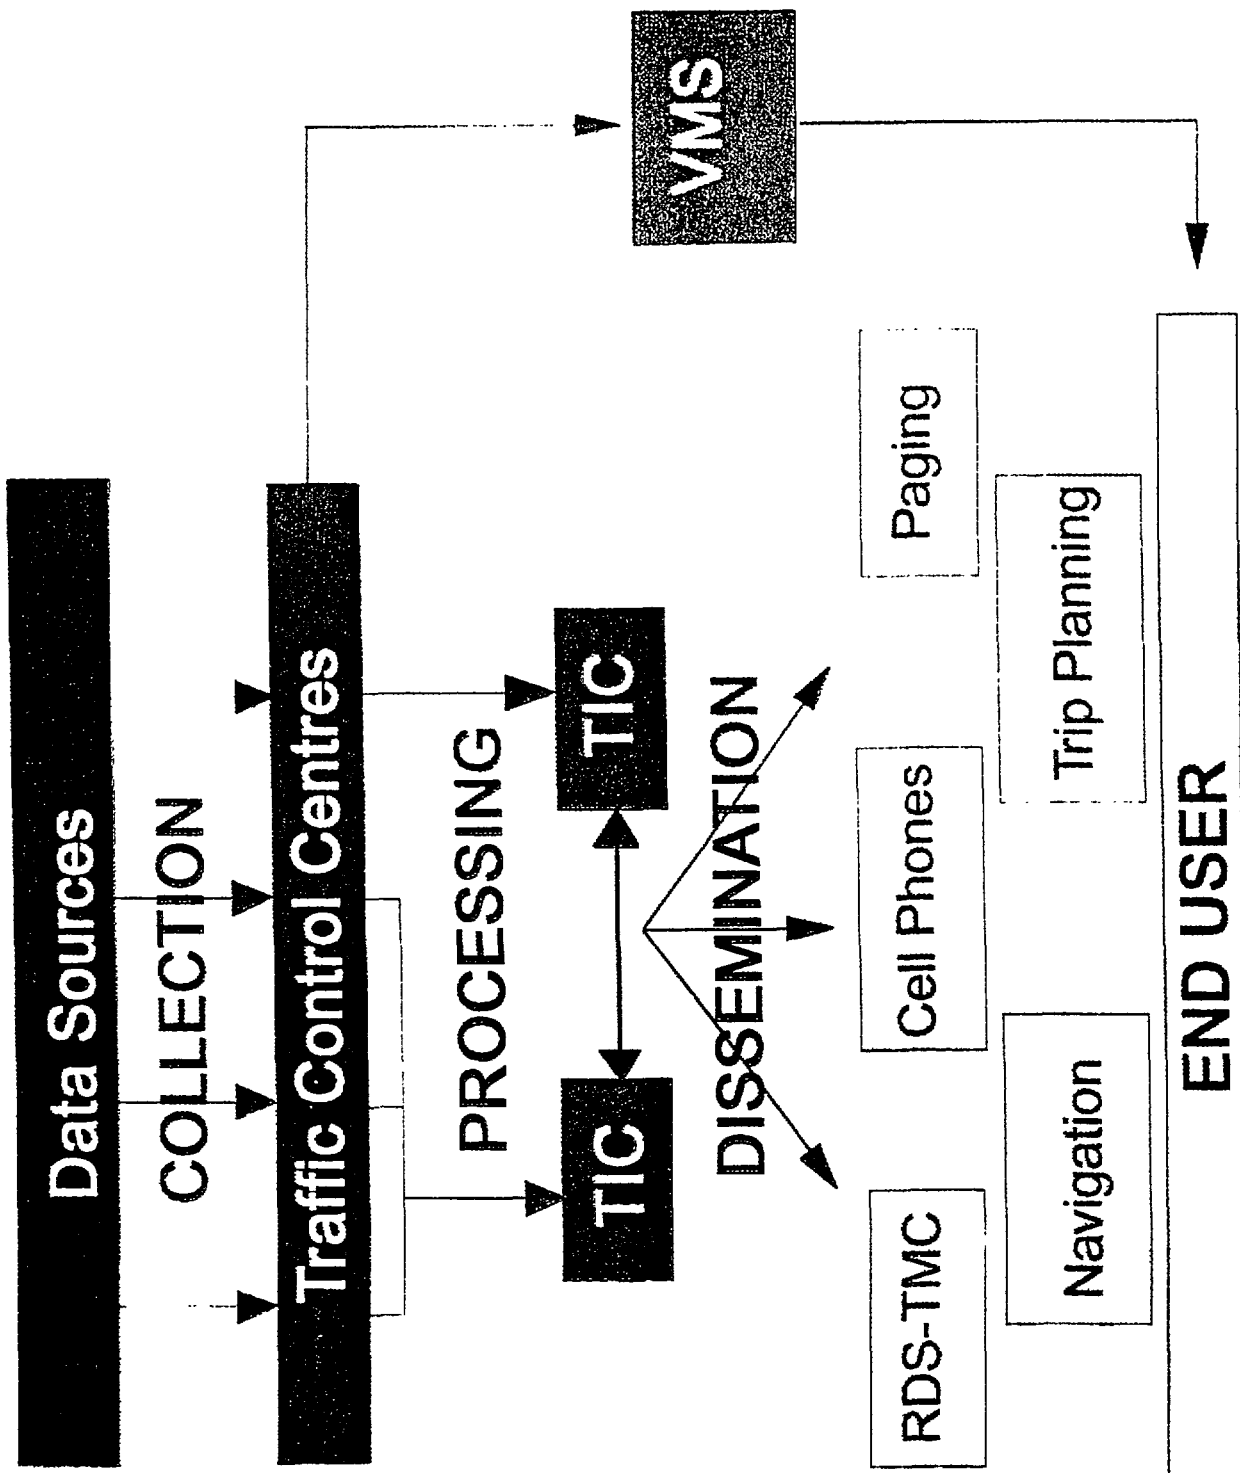 Data Sources
COLLECTION
Traffic Control Centres
PROCESSING
TIC
TIC
VMS
DISSEMINATION
RDS-TMC
Cell Phones
Paging
Navigation
Trip Planning
END USER